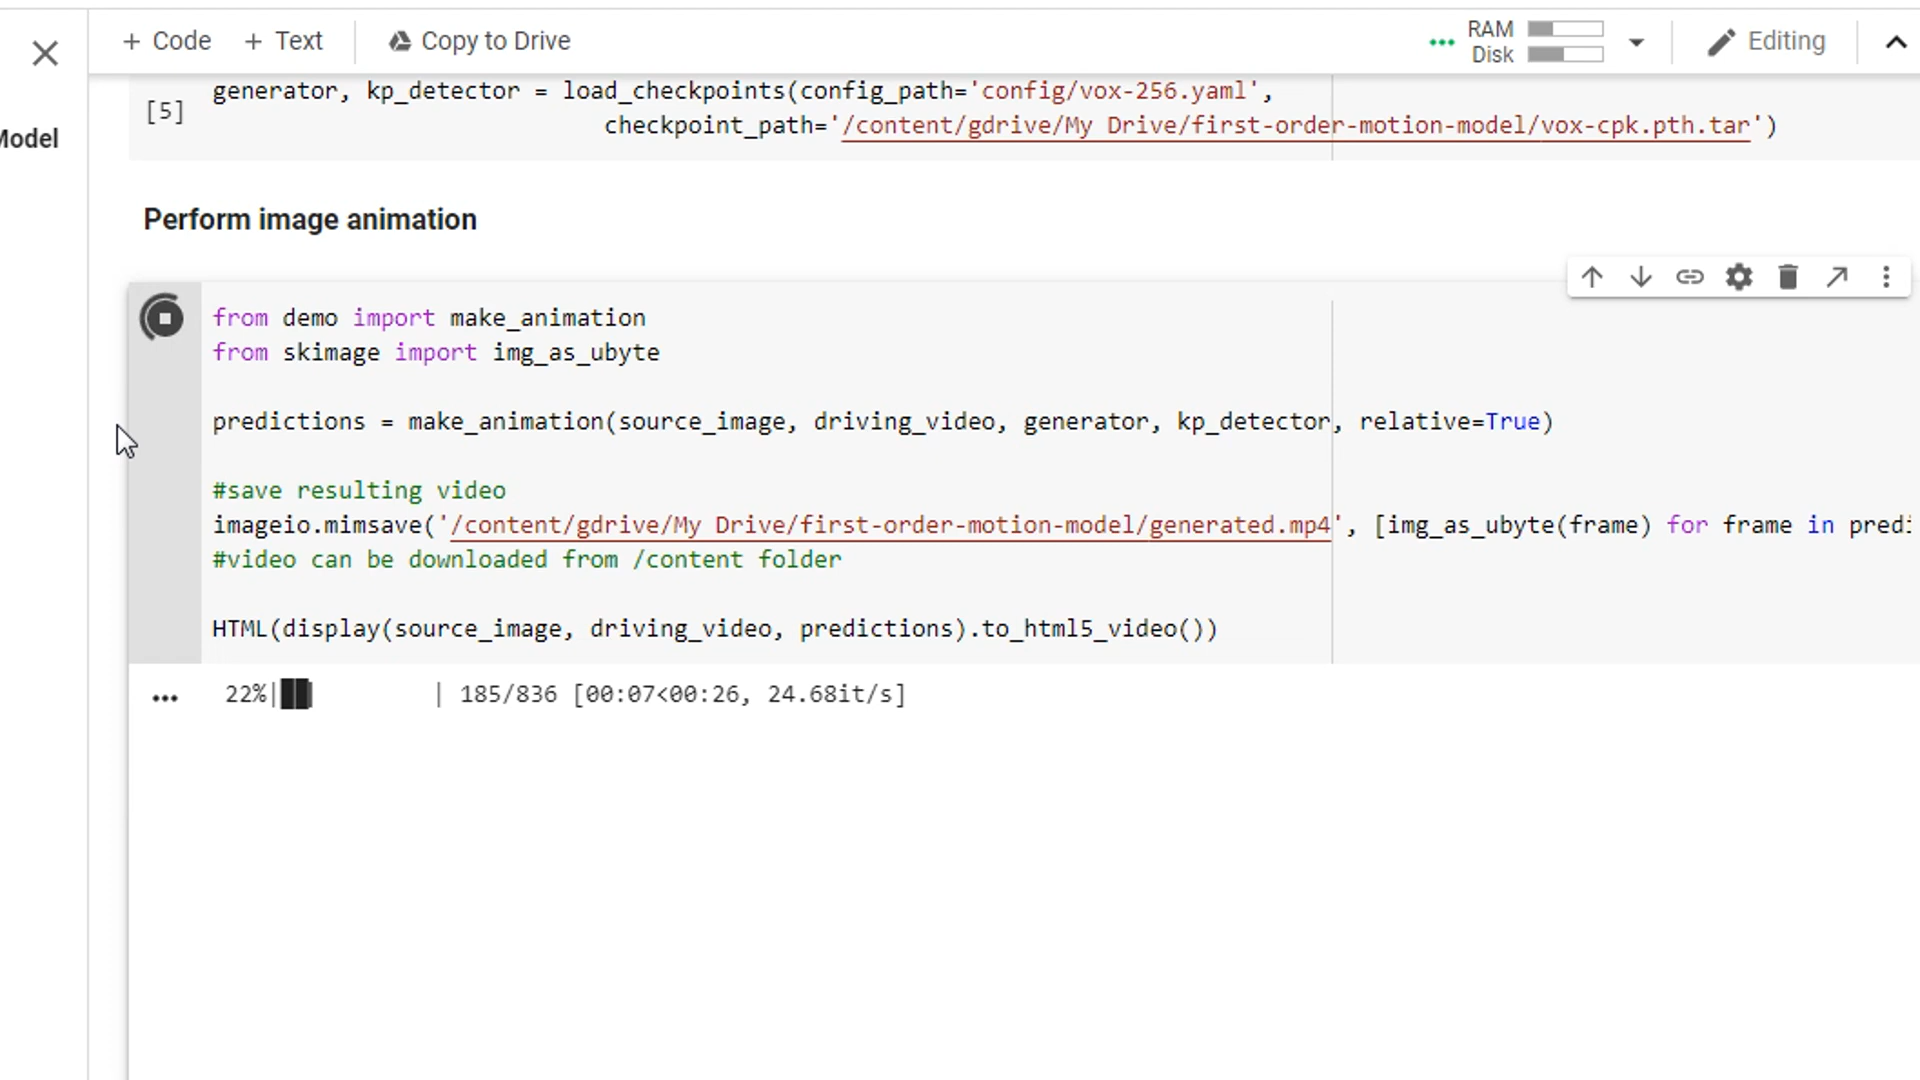 + Code + Text Copy to Drive
RAM
Disk
Editing
Model
[5]
generator, kp_detector = load_checkpoints(config_path='config/vox-256.yaml',
checkpoint_path='/content/gdrive/My Drive/first-order-motion-model/vox-cpk.pth.tar')
Perform image animation
from demo import make_animation
from skimage import img_as_ubyte
predictions = make_animation(source_image, driving_video, generator, kp_detector, relative=True)
#save resulting video
imageio.mimsave('/content/gdrive/My Drive/first-order-motion-model/generated.mp4', [img_as_ubyte(frame) for frame in predi
#video can be downloaded from /content folder
HTML(display(source_image, driving_video, predictions).to_html5_video())
22%| | 185/836 [00:07<00:26, 24.68it/s]